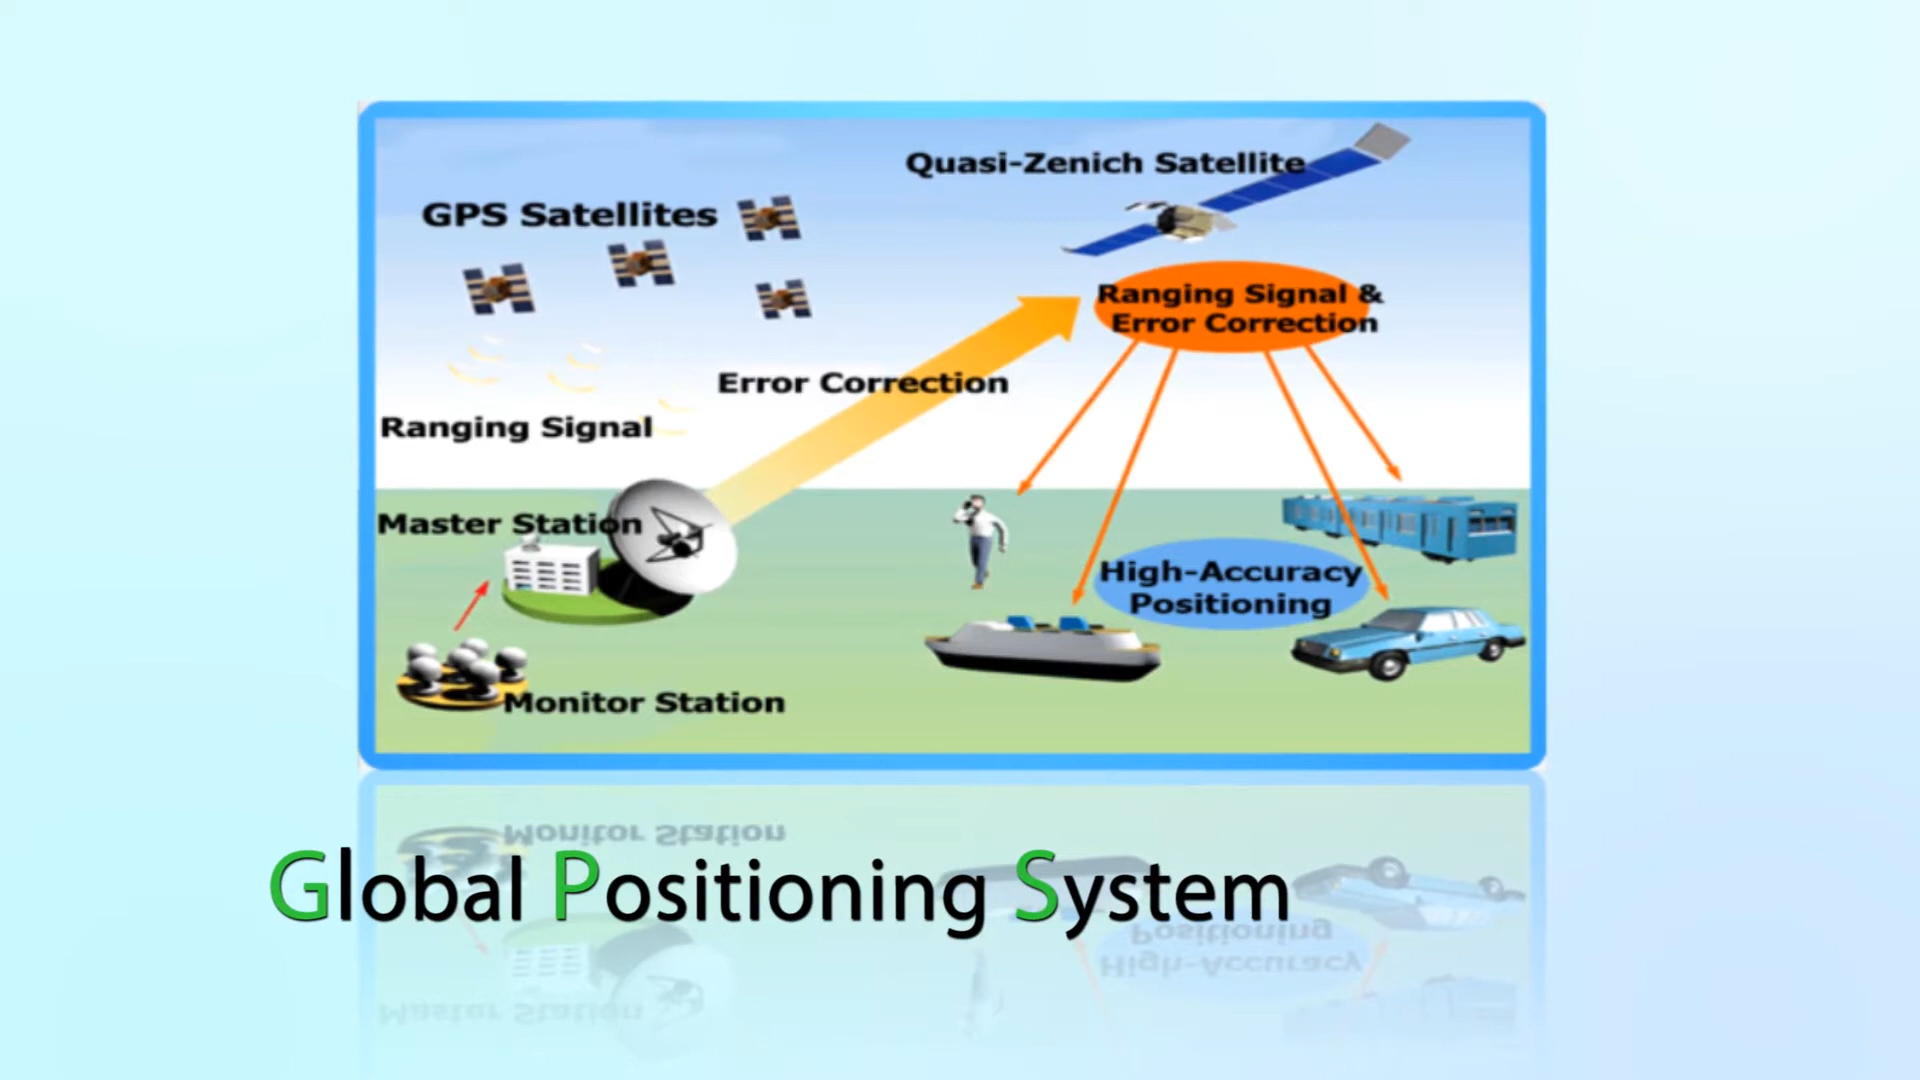 Quasi-Zenich Satellite
GPS Satellites
Ranging Signal &
Error Correction
Error Correction
Ranging Signal
Master Station
High-Accuracy
Positioning
Monitor Station
Global Positioning System